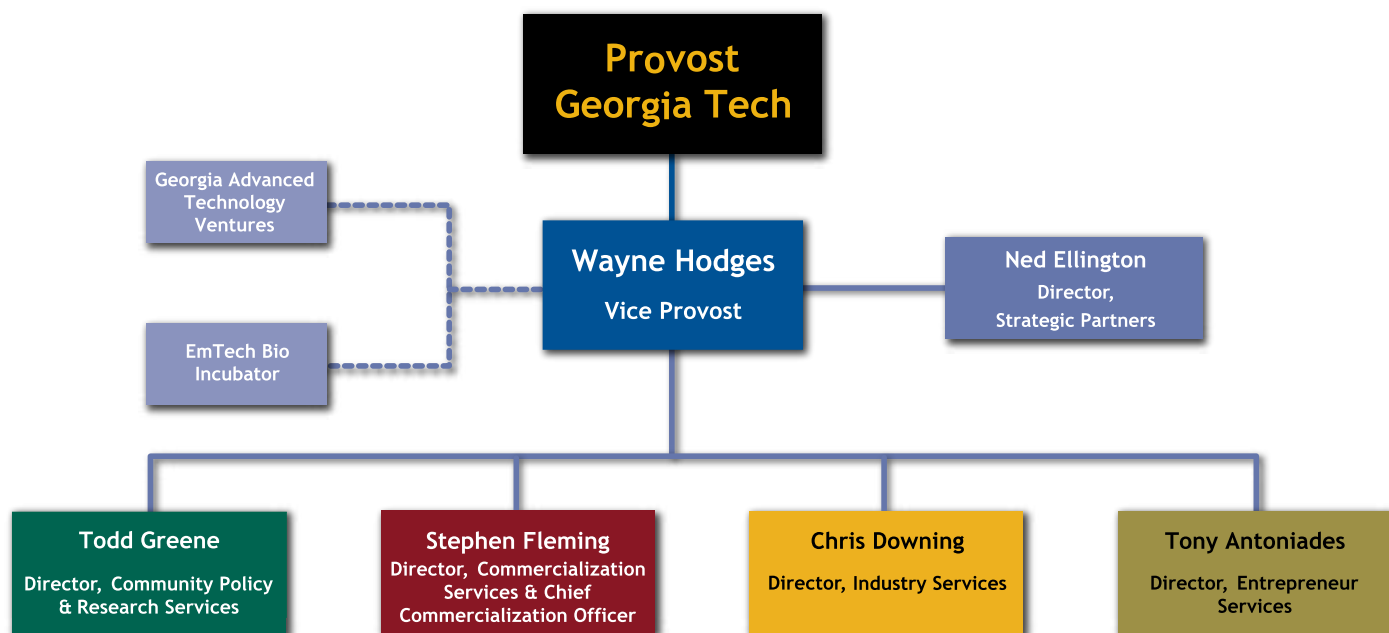 Provost
Georgia Tech
Georgia Advanced
Technology
Ventures
Wayne Hodges
Vice Provost
Ned Ellington
Director,
Strategic Partners
EmTech Bio
Incubator
Todd Greene
Director, Community Policy
& Research Services
Stephen Fleming
Director, Commercialization
Services & Chief
Commercialization Officer
Chris Downing
Director, Industry Services
Tony Antoniades
Director, Entrepreneur
Services